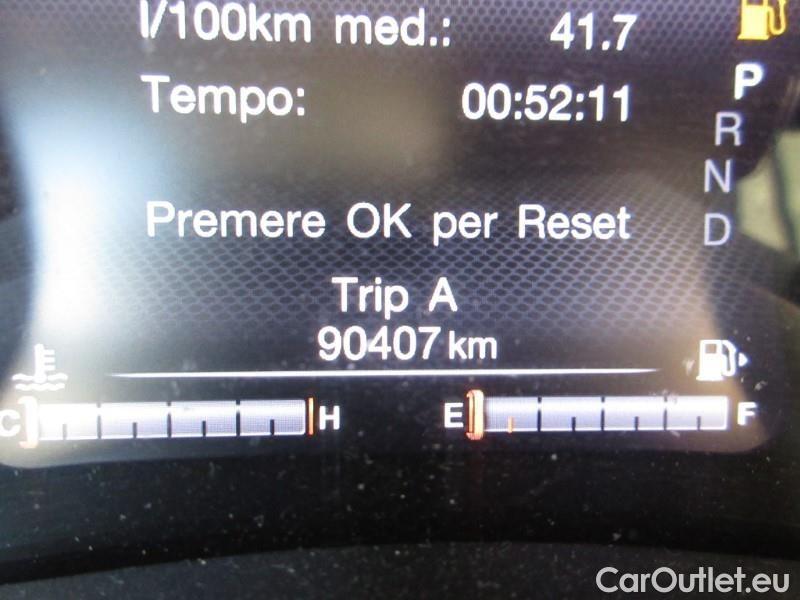 l/100km med.: 41.7
Tempo: 00:52:11
P
R
N
D
Premere OK per Reset
Trip A
90407 km
C H E F
CarOutlet.eu